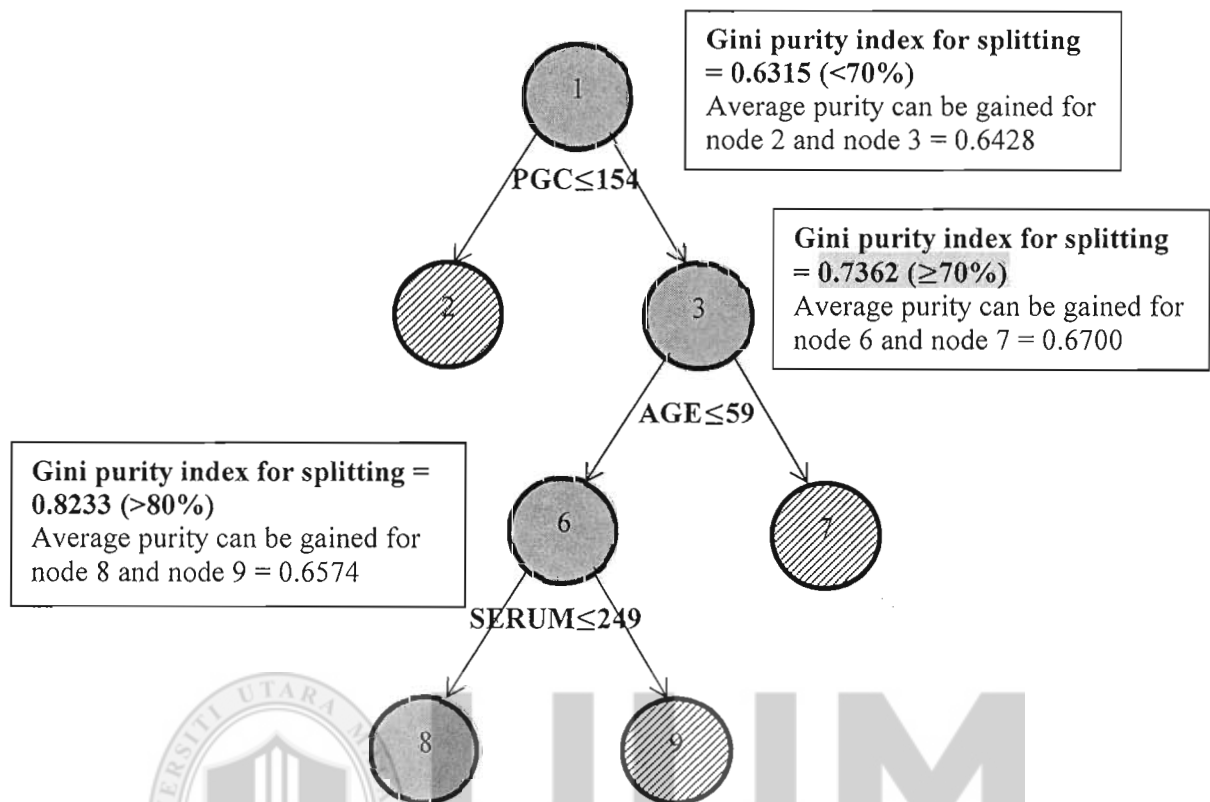 Gini purity index for splitting
= 0.6315 (<70%)
Average purity can be gained for
node 2 and node 3 = 0.6428
1
PGC≤154
Gini purity index for splitting
= 0.7362 (≥70%)
Average purity can be gained for
node 6 and node 7 = 0.6700
2
3
AGE≤59
Gini purity index for splitting =
0.8233 (>80%)
Average purity can be gained for
node 8 and node 9 = 0.6574
6
7
SERUM≤249
8
9
UTARA
UUM